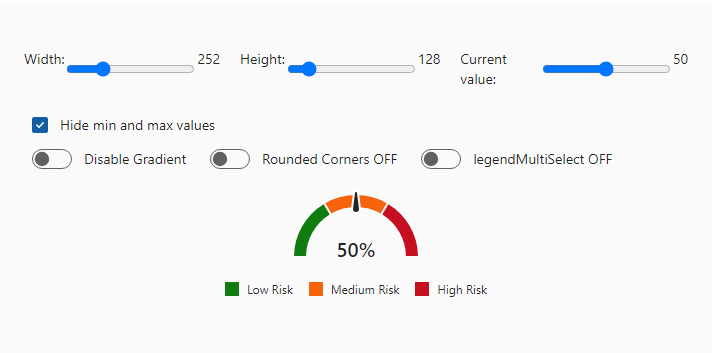 Width: 252 Height: 128 Current value: 50
Hide min and max values
Disable Gradient Rounded Corners OFF legendMultiSelect OFF
50%
Low Risk Medium Risk High Risk